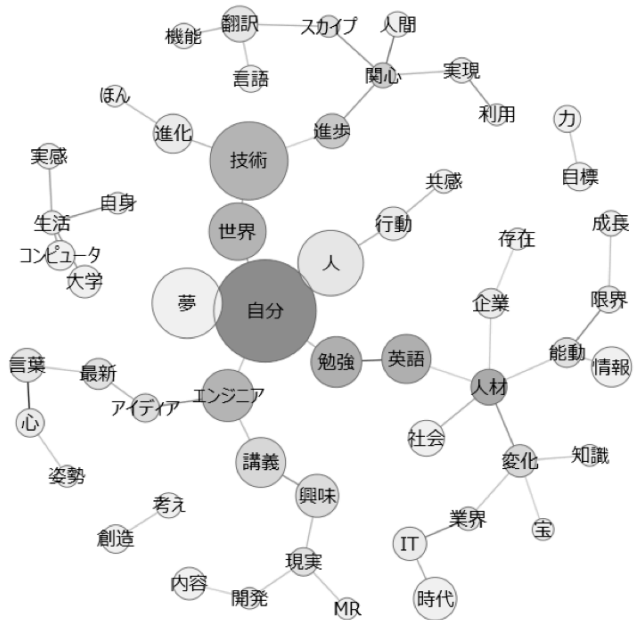 機能
翻訳
スカイプ
人間
言語
関心
実現
利用
ほん
進化
技術
進歩
力
目標
実感
生活
自身
コンピュータ
大学
世界
共感
行動
人
夢
自分
存在
企業
成長
限界
能動
情報
勉強
英語
人材
社会
言葉
最新
アイディア
エンジニア
心
姿勢
講義
興味
変化
知識
業界
宝
IT
時代
考え
創造
現実
内容
開発
MR